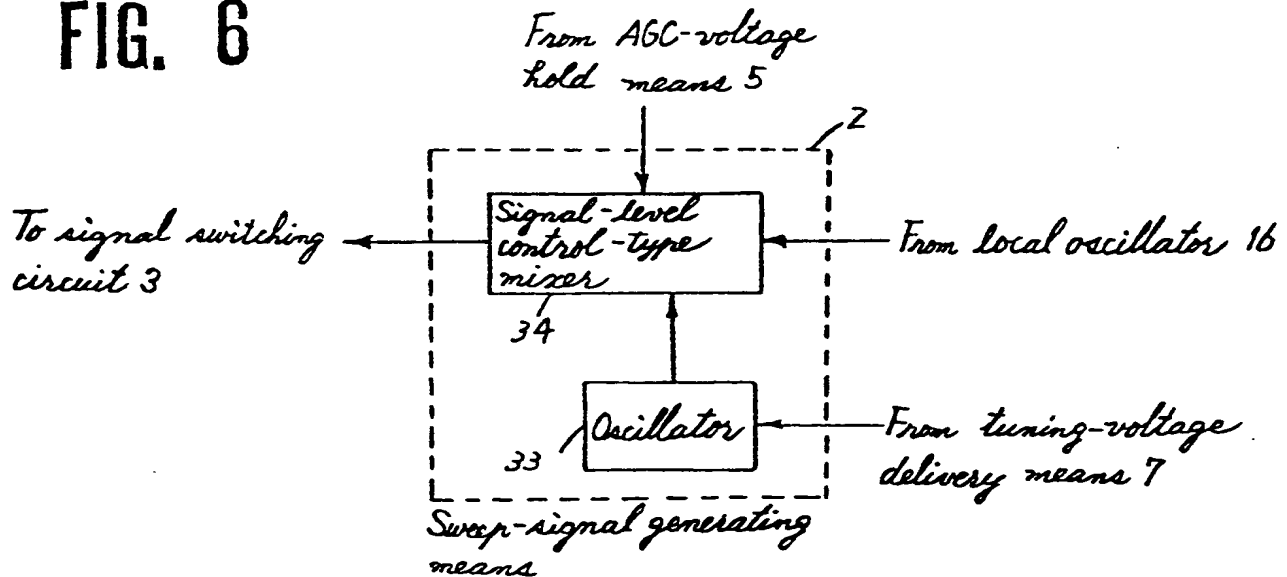 FIG. 6
From AGC-voltage
hold means 5
2
To signal switching
circuit 3
Signal-level
control-type
mixer
34
From local oscillator 16
Oscillator
33
From tuning-voltage
delivery means 7
Sweep-signal generating
means